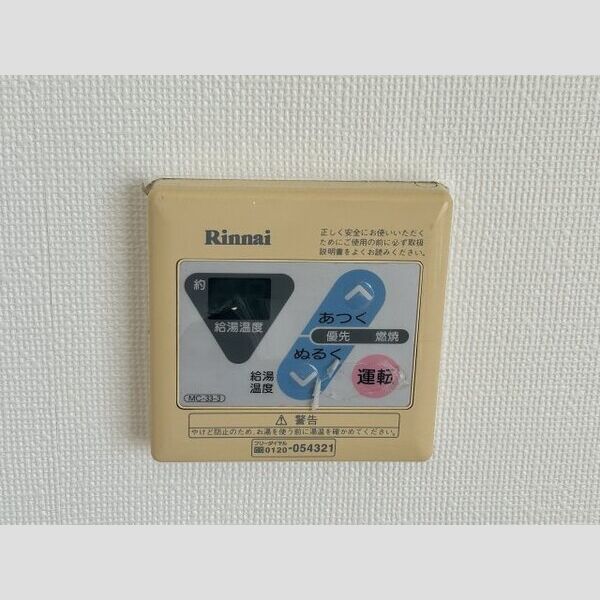 Rinnai
正しく安全にお使いいただく
ためにご使用の前に必ず取扱
説明書をよくお読みください。
約
給湯温度
あつく
優先 燃焼
ぬるく
給湯
温度
運転
MC-33-3
警告
やけど防止のため、お湯を使う前に湯温を確かめてください。
フリーダイヤル
0120-054321